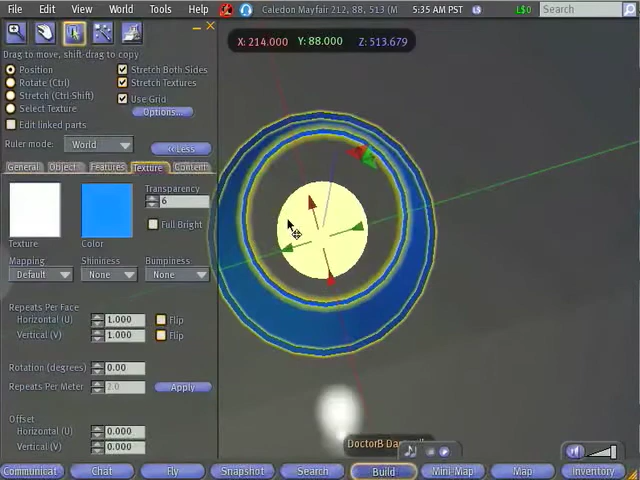 File Edit View World Tools Help Caledon Mayfair 212, 88, 513 (M 5:35 AM PST L$0 Search
X: 214.000 Y: 88.000 Z: 513.679
Drag to move, shift-drag to copy
Position
Rotate (Ctrl)
Stretch (Ctrl-Shift)
Select Texture
Edit linked parts
Stretch Both Sides
Stretch Textures
Use Grid
Options...
Ruler mode: World
<< Less
General Object Features Texture Content
Transparency
6
Full Bright
Texture Color
Mapping Shininess Bumpiness
Default None None
Repeats Per Face
Horizontal (U) 1.000 Flip
Vertical (V) 1.000 Flip
Rotation (degrees) 0.00
Repeats Per Meter 2.0 Apply
Offset
Horizontal (U) 0.000
Vertical (V) 0.000
DoctorB
Communicat Chat Fly Snapshot Search Build Mini-Map Map Inventory